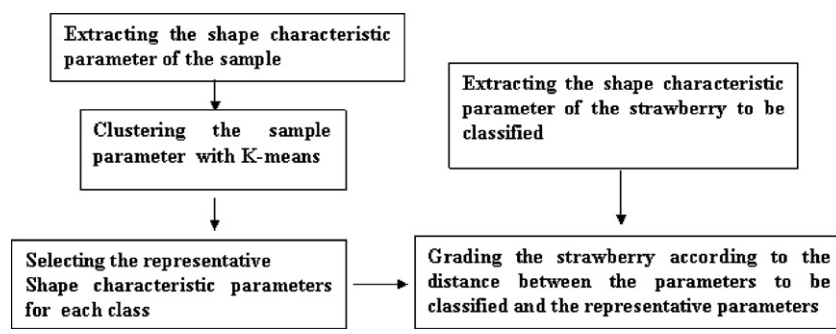 Extracting the shape characteristic
parameter of the sample
Clustering the sample
parameter with K-means
Selecting the representative
Shape characteristic parameters
for each class
Extracting the shape characteristic
parameter of the strawberry to be
classified
Grading the strawberry according to the
distance between the parameters to be
classified and the representative parameters